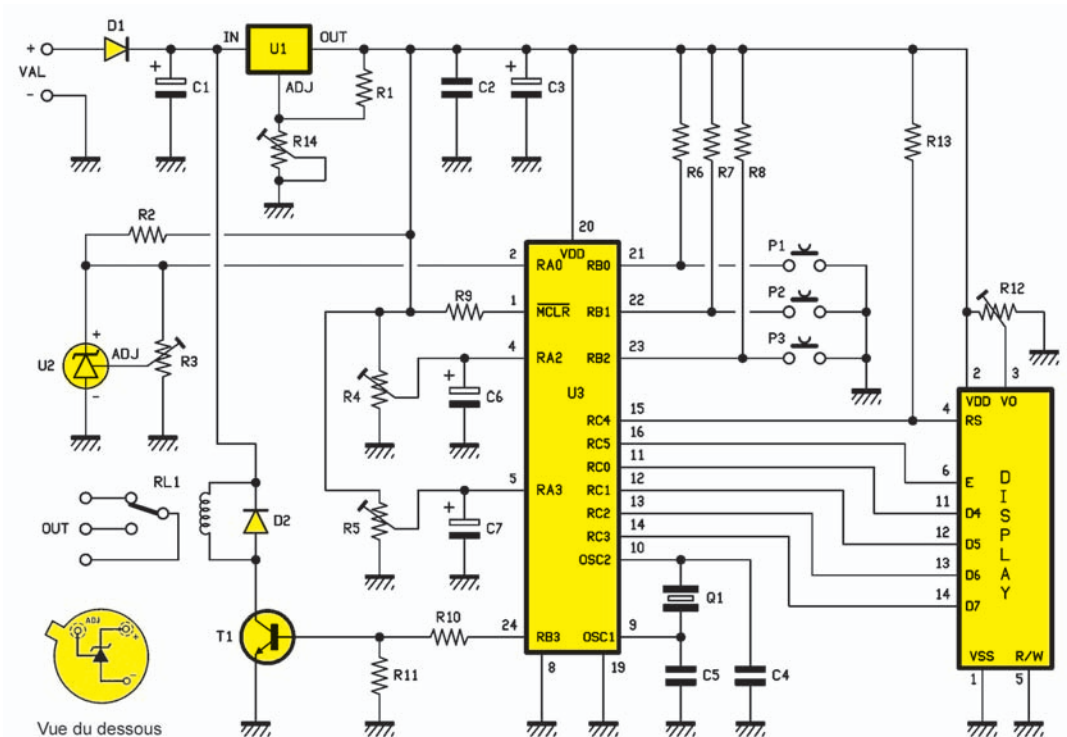 D1
IN
U1
OUT
+
VAL
-
+
C1
ADJ
R1
R14
C2
+
C3
R6
R7
R8
R13
R2
20
VDD
2
RA0
RB0
21
P1
R9
1
MCLR
RB1
22
P2
R12
+
ADJ
U2
-
R3
4
RA2
RB2
23
P3
R4
+
C6
U3
2
3
VDD
VO
RC4
15
4
RS
RC5
16
RC0
11
6
E
RL1
5
RA3
RC1
12
11
D4
OUT
D2
R5
+
C7
RC2
13
12
D5
RC3
14
13
D6
OSC2
10
14
D7
DISPLAY
Q1
T1
R10
24
RB3
OSC1
9
R11
8
19
C5
C4
VSS
R/W
1
5
ADJ
+
-
Vue du dessous